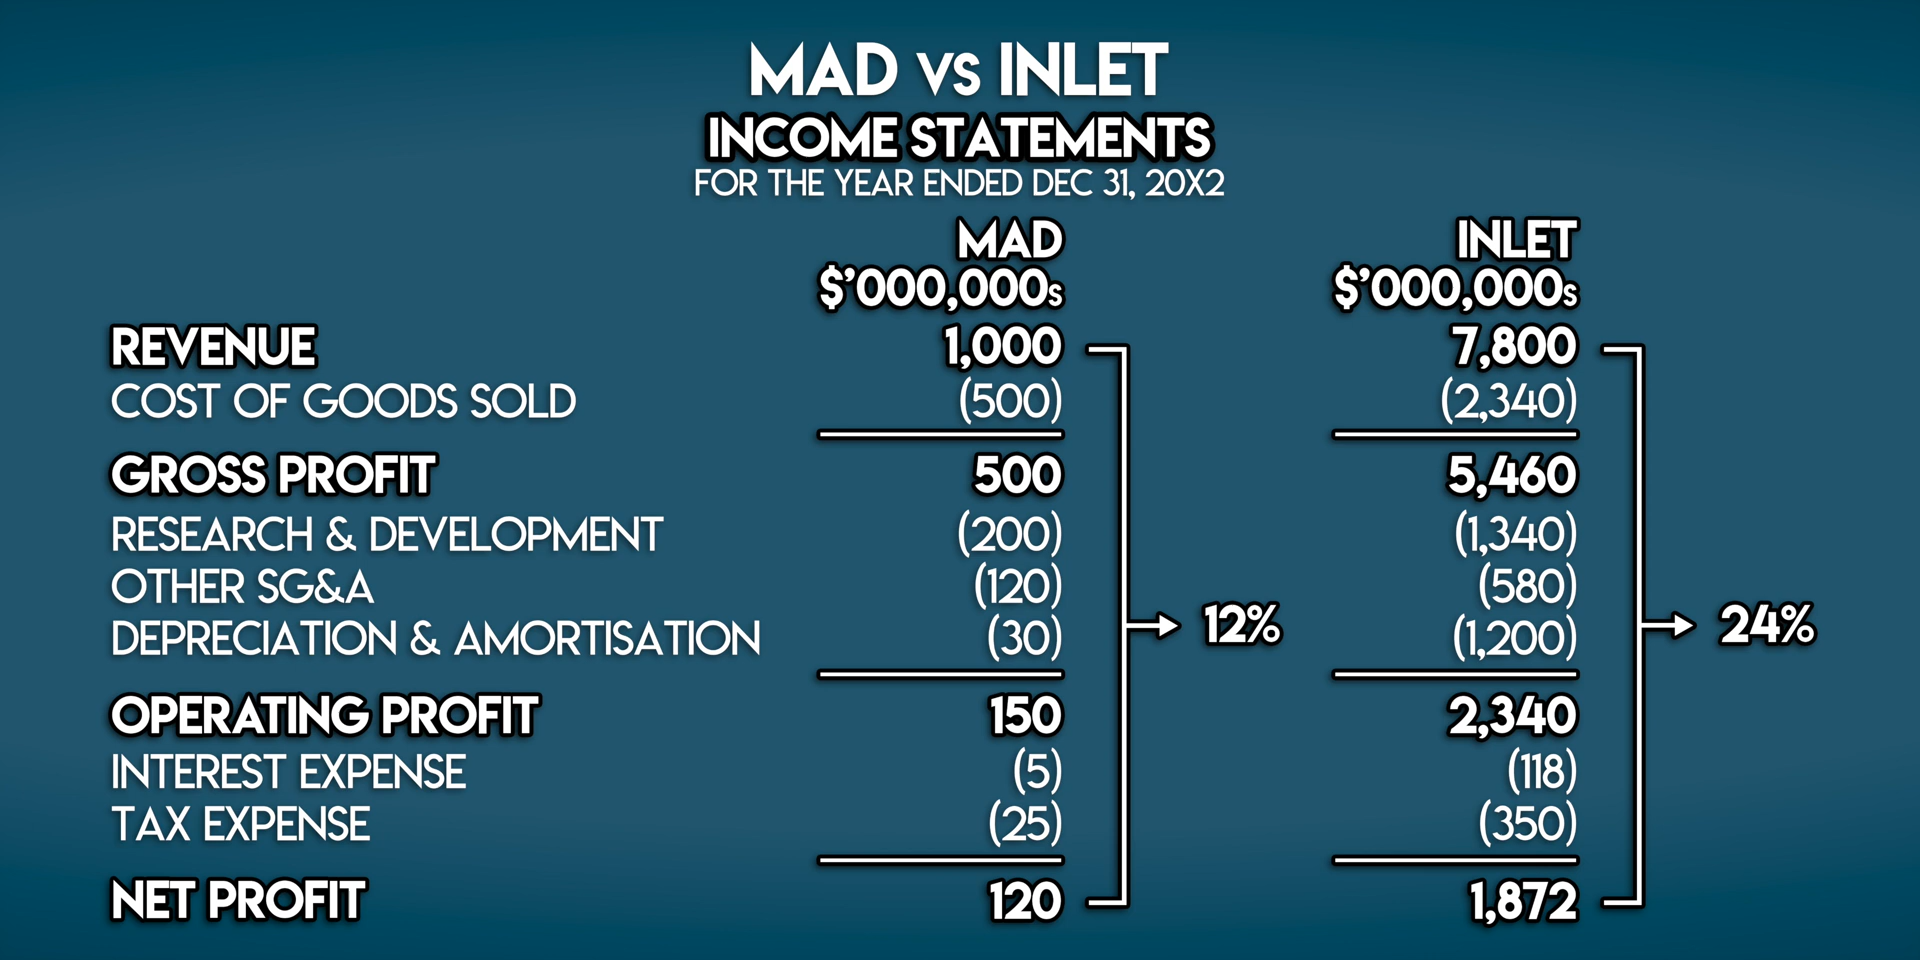 MAD VS INLET
INCOME STATEMENTS
FOR THE YEAR ENDED DEC 31, 20X2
MAD INLET
$'000,000s $'000,000s
REVENUE 1,000 7,800
COST OF GOODS SOLD (500) (2,340)
GROSS PROFIT 500 5,460
RESEARCH & DEVELOPMENT (200) (1,340)
OTHER SG&A (120) (580)
12% 24%
DEPRECIATION & AMORTISATION (30) (1,200)
OPERATING PROFIT 150 2,340
INTEREST EXPENSE (5) (118)
TAX EXPENSE (25) (350)
NET PROFIT 120 1,872